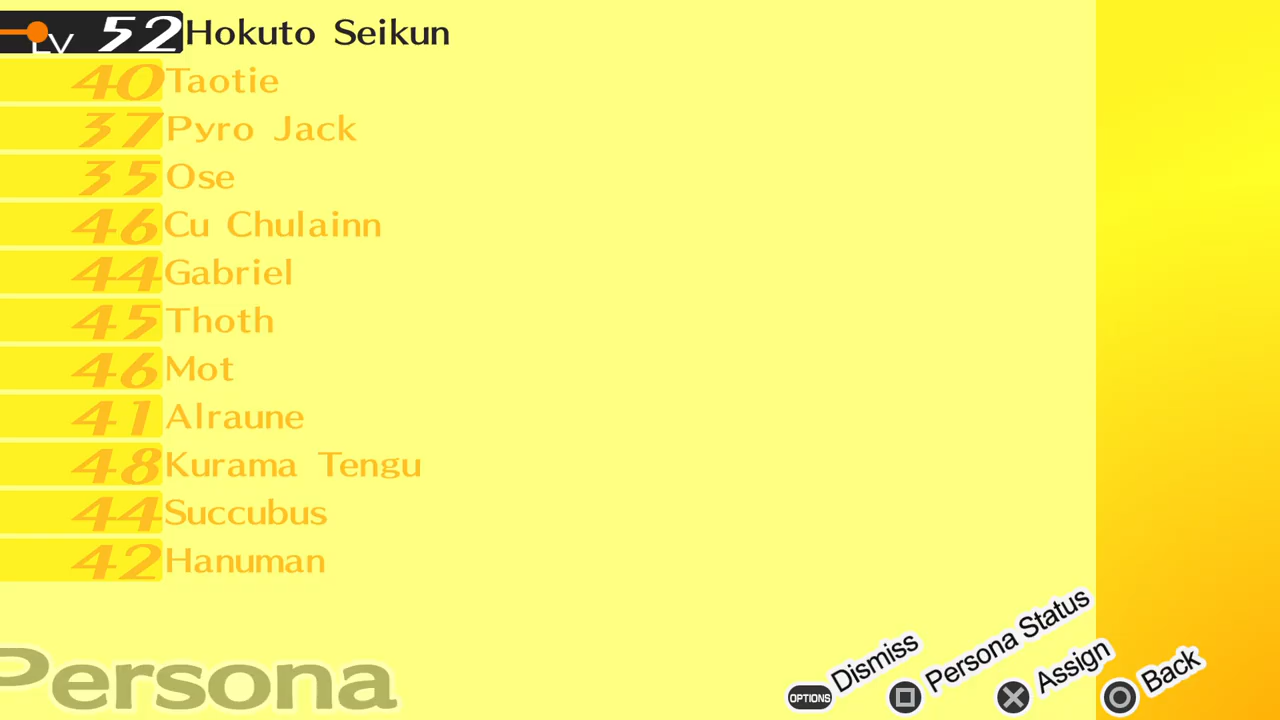 LV 52 Hokuto Seikun
40 Taotie
37 Pyro Jack
35 Ose
46 Cu Chulainn
44 Gabriel
45 Thoth
46 Mot
41 Alraune
48 Kurama Tengu
44 Succubus
42 Hanuman
Persona
OPTIONS Dismiss Persona Status Assign Back